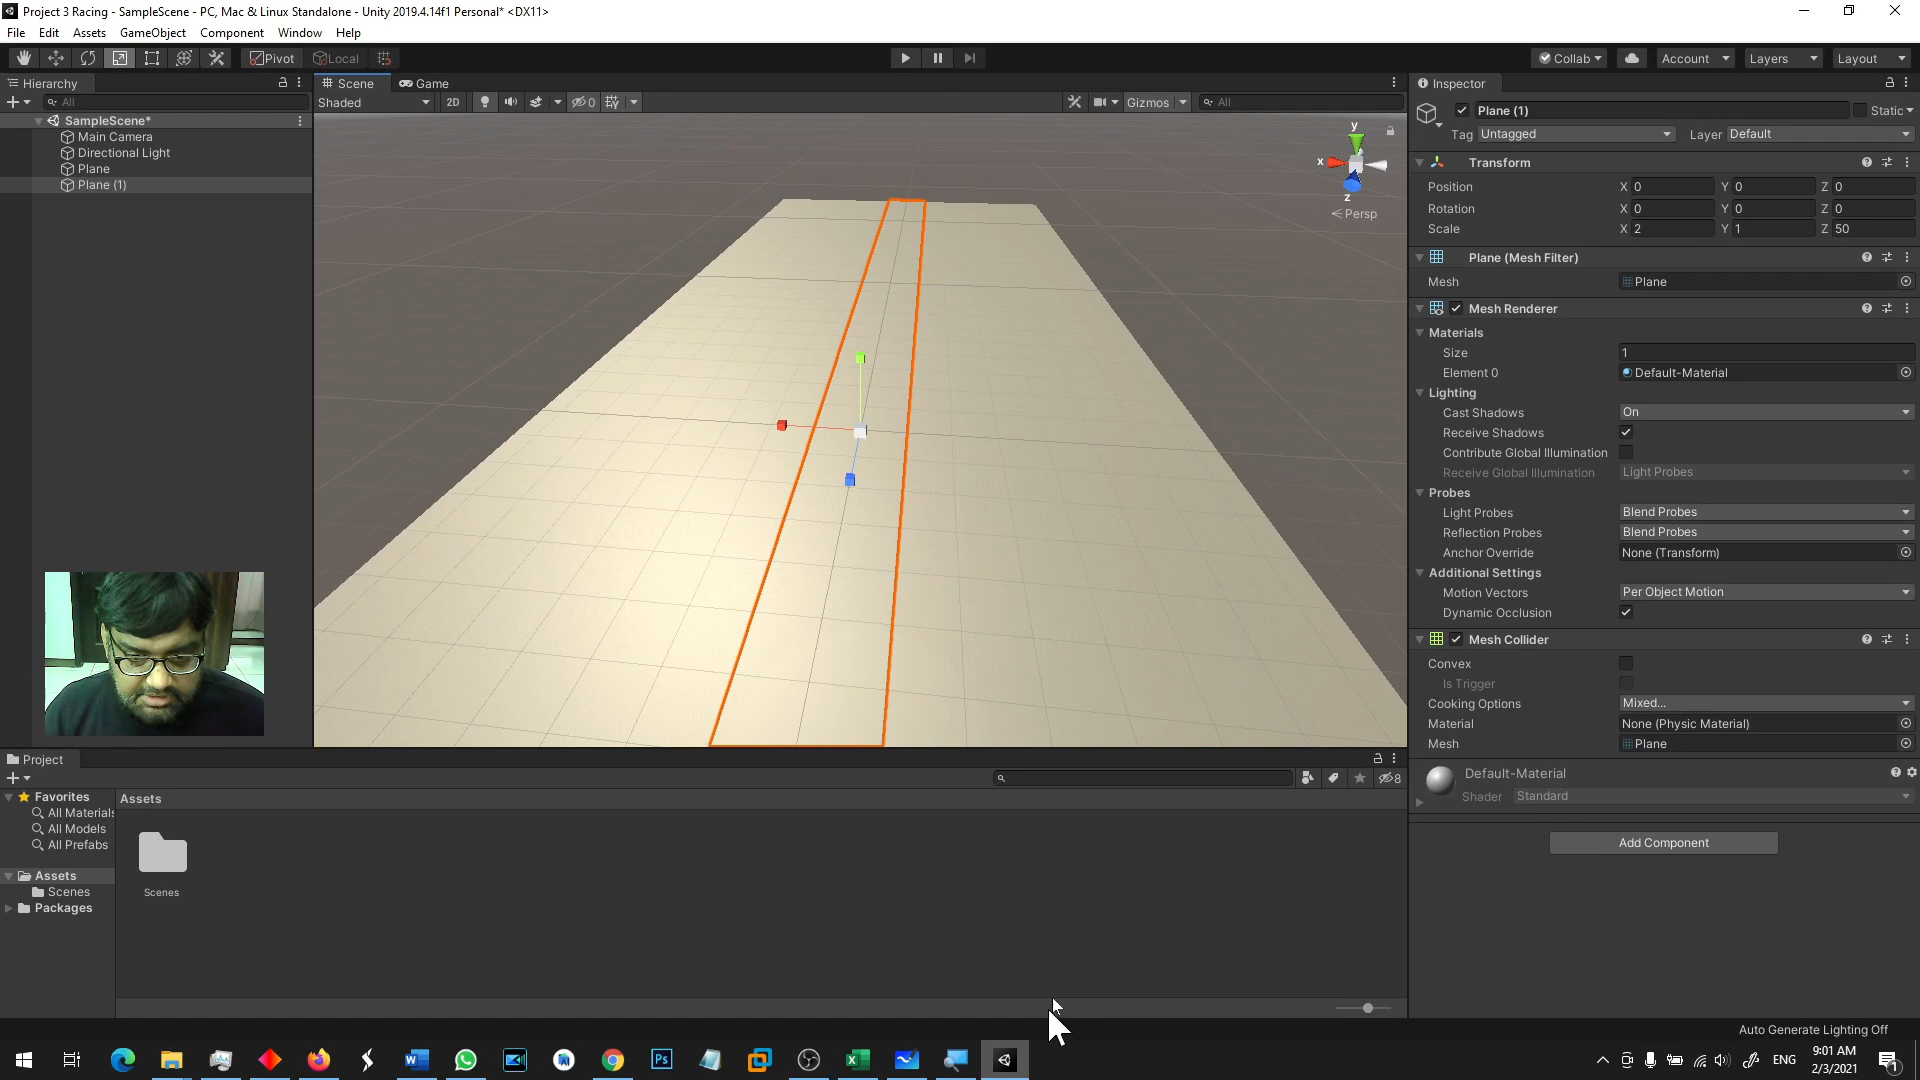 Project 3 Racing - SampleScene - PC, Mac & Linux Standalone - Unity 2019.4.14f1 Personal* <DX11>
File Edit Assets GameObject Component Window Help
Pivot Local Collab Account Layers Layout
Hierarchy
All
SampleScene*
Main Camera
Directional Light
Plane
Plane (1)
Scene Game
Shaded 2D 0 Gizmos All
y
x
z
Persp
Inspector
Plane (1) Static
Tag Untagged Layer Default
Transform
Position X 0 Y 0 Z 0
Rotation X 0 Y 0 Z 0
Scale X 2 Y 1 Z 50
Plane (Mesh Filter)
Mesh Plane
Mesh Renderer
Materials
Size 1
Element 0 Default-Material
Lighting
Cast Shadows On
Receive Shadows
Contribute Global Illumination
Receive Global Illumination Light Probes
Probes
Light Probes Blend Probes
Reflection Probes Blend Probes
Anchor Override None (Transform)
Additional Settings
Motion Vectors Per Object Motion
Dynamic Occlusion
Mesh Collider
Convex
Is Trigger
Cooking Options Mixed...
Material None (Physic Material)
Mesh Plane
Default-Material
Shader Standard
Add Component
Project
8
Favorites
All Materials
All Models
All Prefabs
Assets
Scenes
Packages
Assets
Scenes
Auto Generate Lighting Off
Ps
ENG
9:01 AM
2/3/2021
1